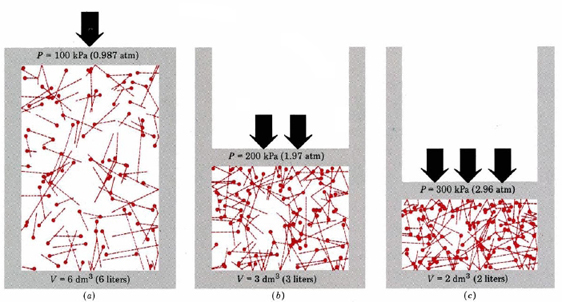 P = 100 kPa (0.987 atm)
V = 6 dm³ (6 liters)
(a)
P = 200 kPa (1.97 atm)
V = 3 dm³ (3 liters)
(b)
P = 300 kPa (2.96 atm)
V = 2 dm³ (2 liters)
(c)